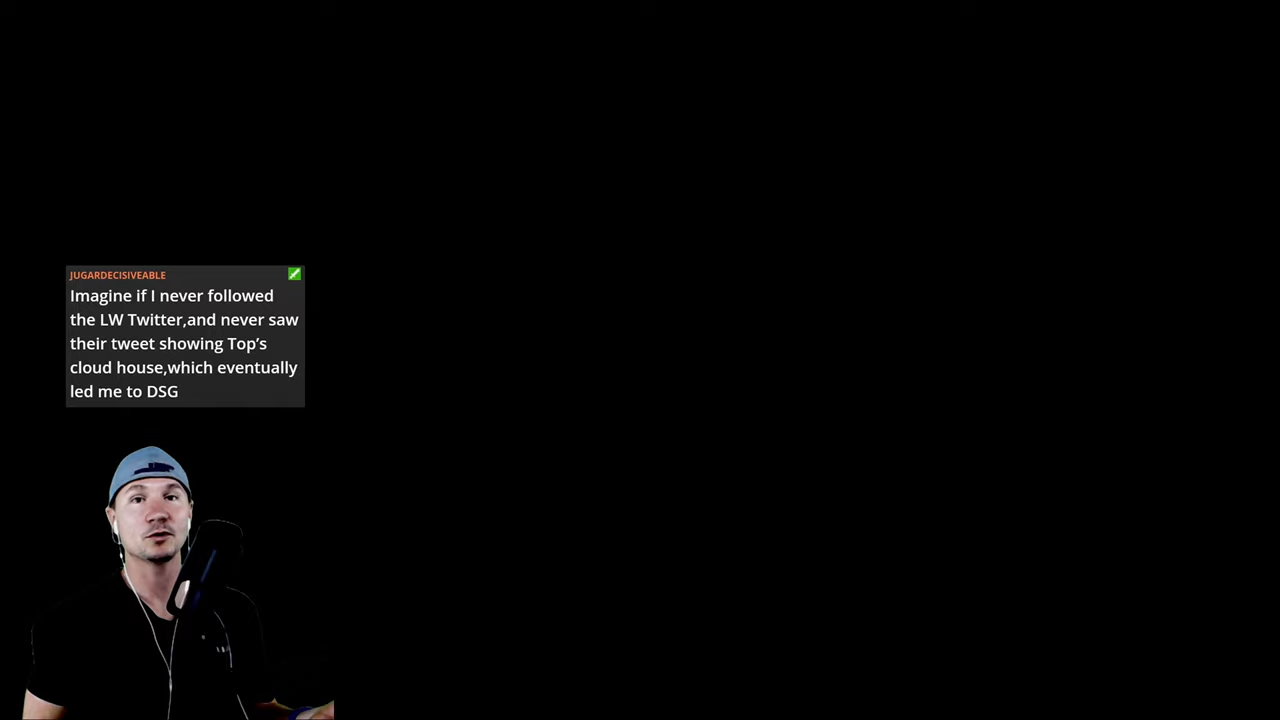 JUGARDECISIVEABLE
Imagine if I never followed
the LW Twitter,and never saw
their tweet showing Top’s
cloud house,which eventually
led me to DSG